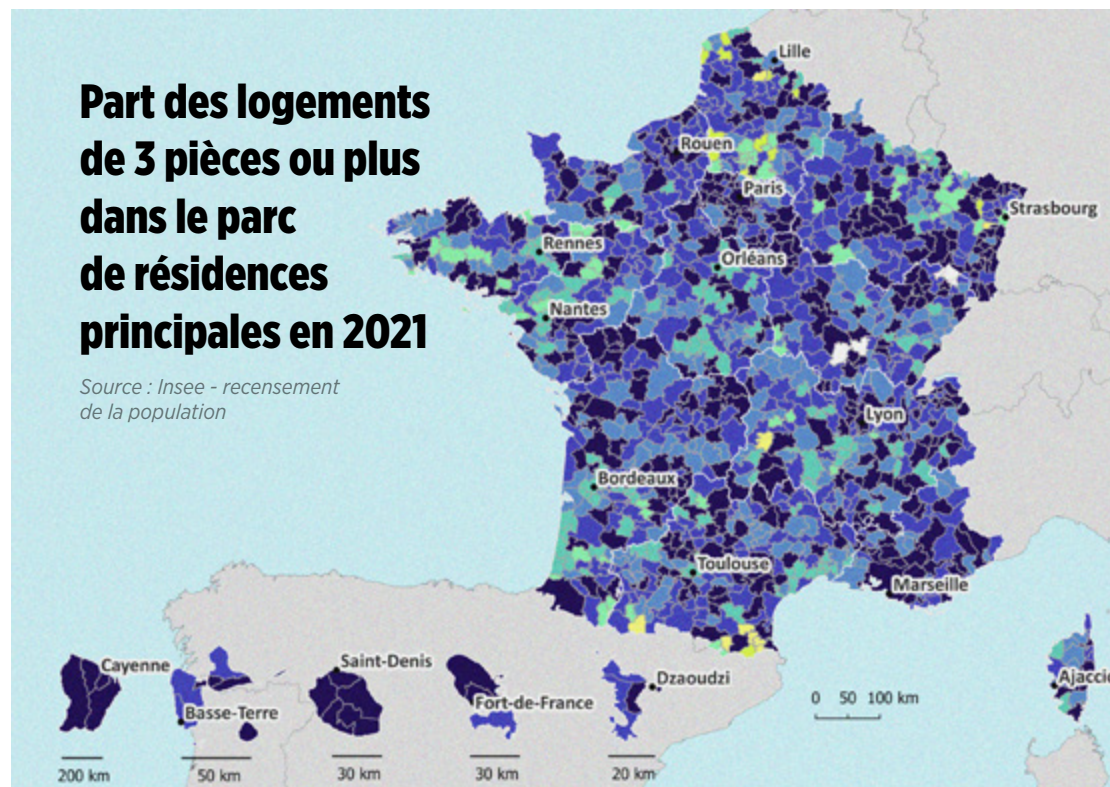 Part des logements
de 3 pièces ou plus
dans le parc
de résidences
principales en 2021
Source : Insee - recensement
de la population
Lille
Rouen
Paris
Strasbourg
Rennes
Orléans
Nantes
Lyon
Bordeaux
Toulouse
Marseille
Cayenne
Saint-Denis
Dzaoudzi
Ajaccio
Fort-de-France
Basse-Terre
0 50 100 km
200 km
50 km
30 km
30 km
20 km